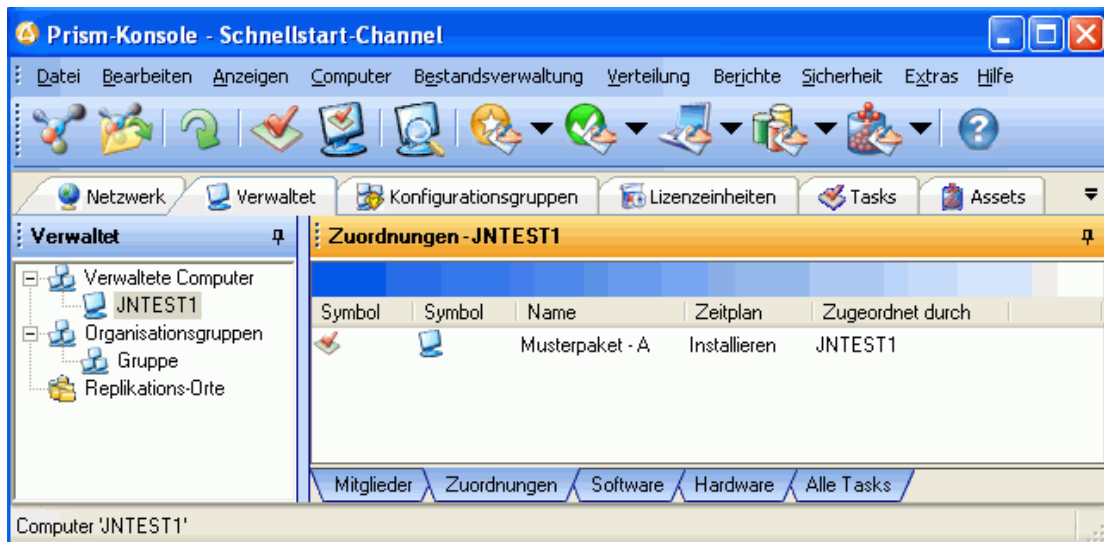 Prism-Konsole - Schnellstart-Channel
Datei Bearbeiten Anzeigen Computer Bestandsverwaltung Verteilung Berichte Sicherheit Extras Hilfe
Netzwerk Verwaltet Konfigurationsgruppen Lizenzeinheiten Tasks Assets
Verwaltet Zuordnungen - JNTEST1
Verwaltete Computer
JNTEST1
Organisationsgruppen
Gruppe
Replikations-Orte
Symbol Symbol Name Zeitplan Zugeordnet durch
Musterpaket - A Installieren JNTEST1
Mitglieder Zuordnungen Software Hardware Alle Tasks
Computer 'JNTEST1'